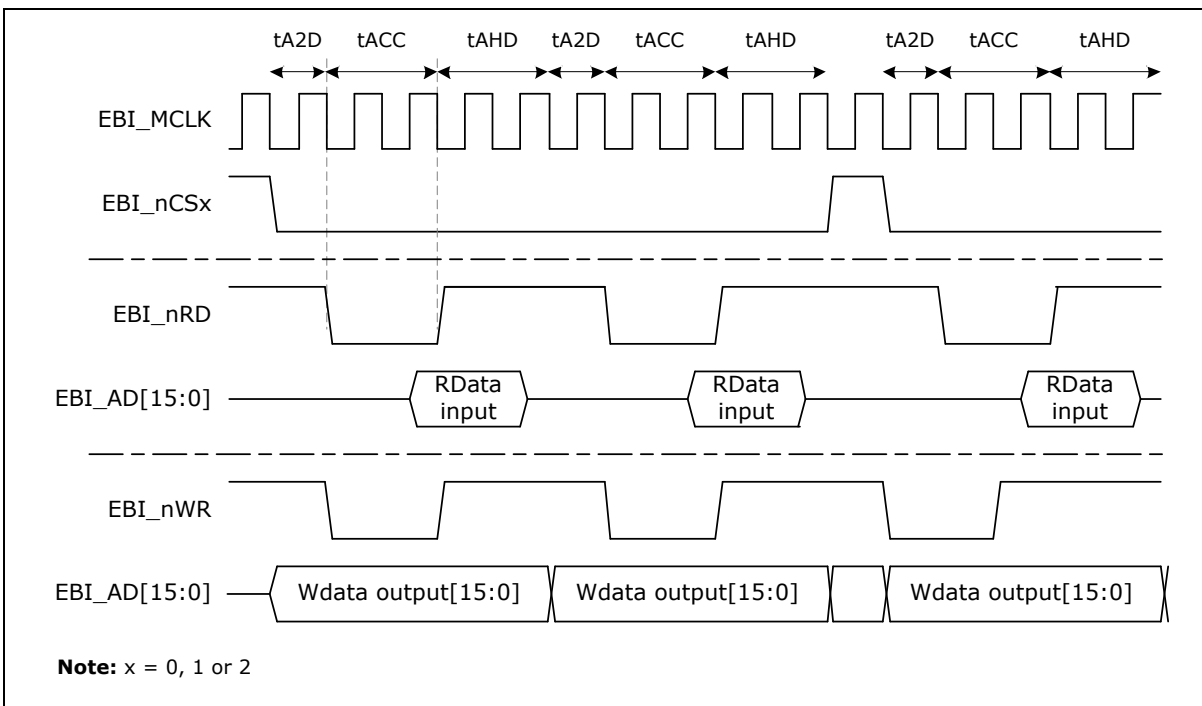 tA2D tACC tAHD tA2D tACC tAHD tA2D tACC tAHD
EBI_MCLK
EBI_nCSx
EBI_nRD
EBI_AD[15:0]
RData
input
RData
input
RData
input
EBI_nWR
EBI_AD[15:0] Wdata output[15:0] Wdata output[15:0] Wdata output[15:0]
Note: x = 0, 1 or 2